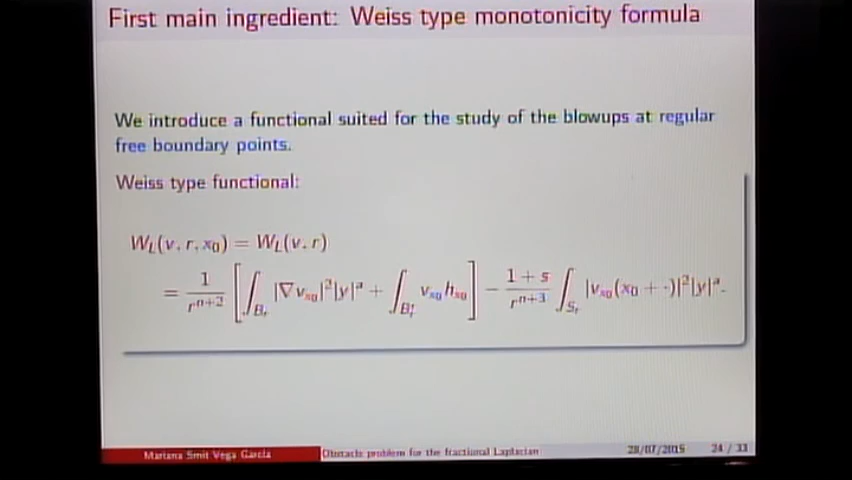 First main ingredient: Weiss type monotonicity formula
We introduce a functional suited for the study of the blowups at regular
free boundary points.
Weiss type functional:
W_L(v, r, x_0) = W_L(v, r)
= \frac{1}{r^{n+2}} [ ∫_{B_r} |∇v_{x_0}|^2|y|^a + ∫_{B_r'} v_{x_0} h_{x_0} ] − \frac{1+s}{r^{n+3}} ∫_{S_r} |v_{x_0}(x_0 + ·)|^2|y|^a.
Mariana Smit Vega Garcia Obstacle problem for the fractional Laplacian 28/07/2015 24 / 33